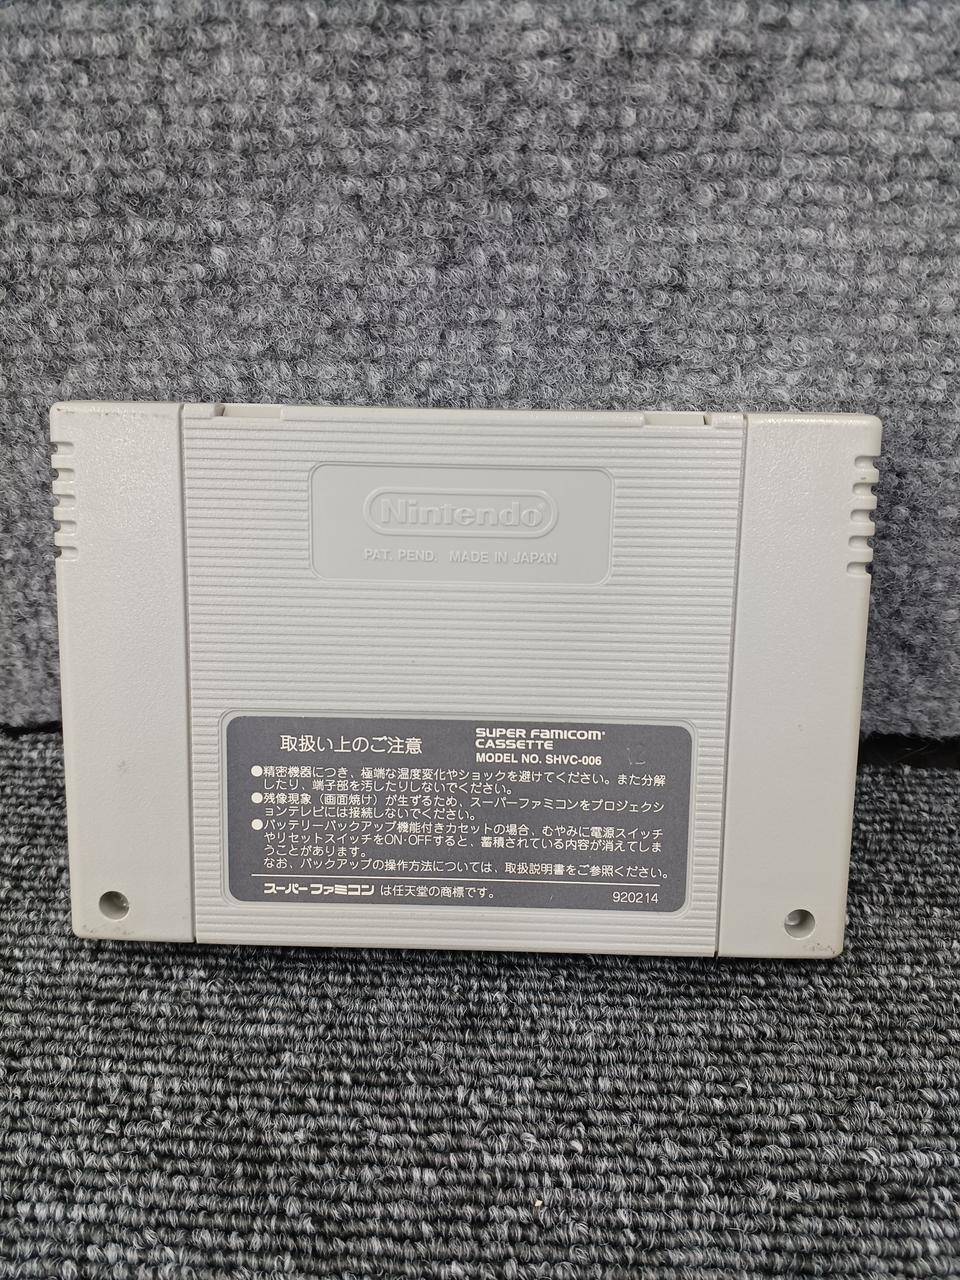 Nintendo
PAT. PEND. MADE IN JAPAN
取扱い上のご注意
SUPER FAMICOM
CASSETTE
MODEL NO. SHVC-006
12
●精密機器につき、極端な温度変化やショックを避けてください。また分解
したり、端子部を汚したりしないでください。
●残像現象（画面焼け）が生ずるため、スーパーファミコンをプロジェクシ
ョンテレビには接続しないでください。
●バッテリーバックアップ機能付きカセットの場合、むやみに電源スイッチ
やリセットスイッチをON·OFFすると、蓄積されている内容が消えてしま
うことがあります。
なお、バックアップの操作方法については、取扱説明書をご参照ください。
スーパーファミコン は任天堂の商標です。
920214